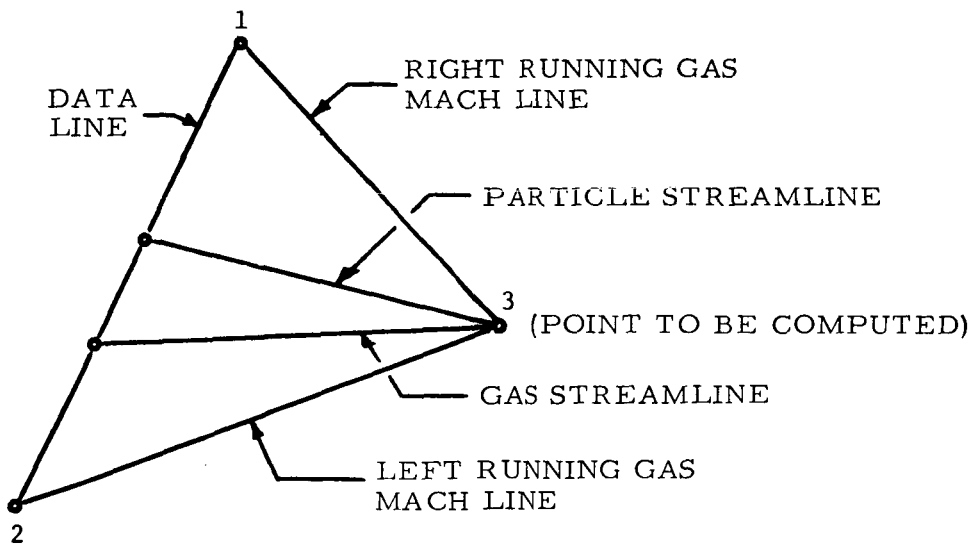 1
RIGHT RUNNING GAS
MACH LINE
DATA
LINE
PARTICLE STREAMLINE
3
(POINT TO BE COMPUTED)
GAS STREAMLINE
LEFT RUNNING GAS
MACH LINE
2